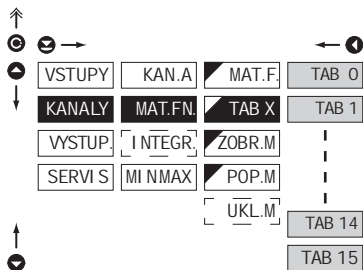 VSTUPY KAN.A MAT.F. TAB 0
KANALY MAT.FN. TAB X TAB 1
VYSTUP. INTEGR. ZOBR.M
SERVIS MINMAX POP.M
UKL.M TAB 14
TAB 15